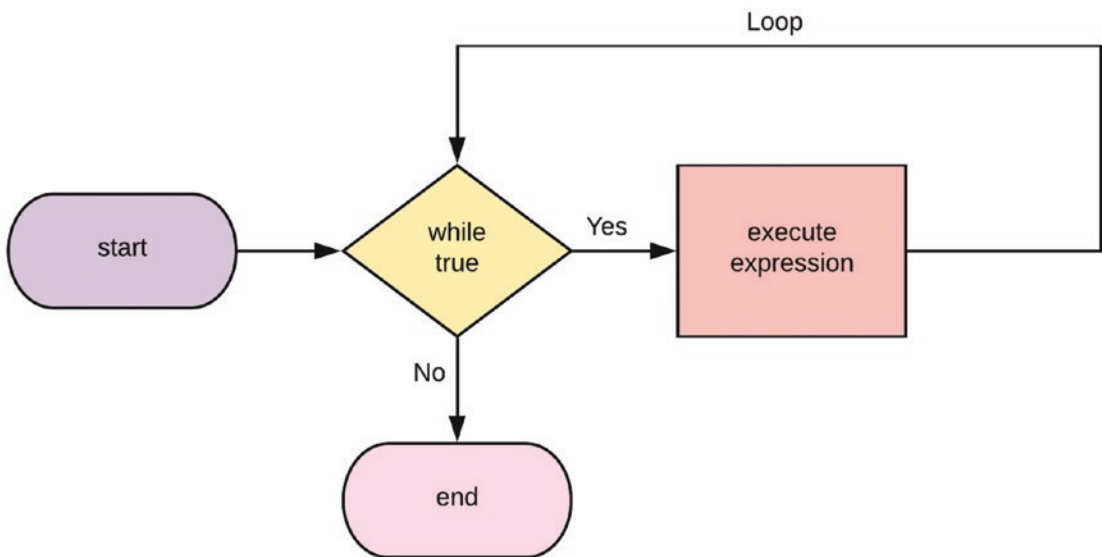 Loop
start
while
true
Yes
execute
expression
No
end